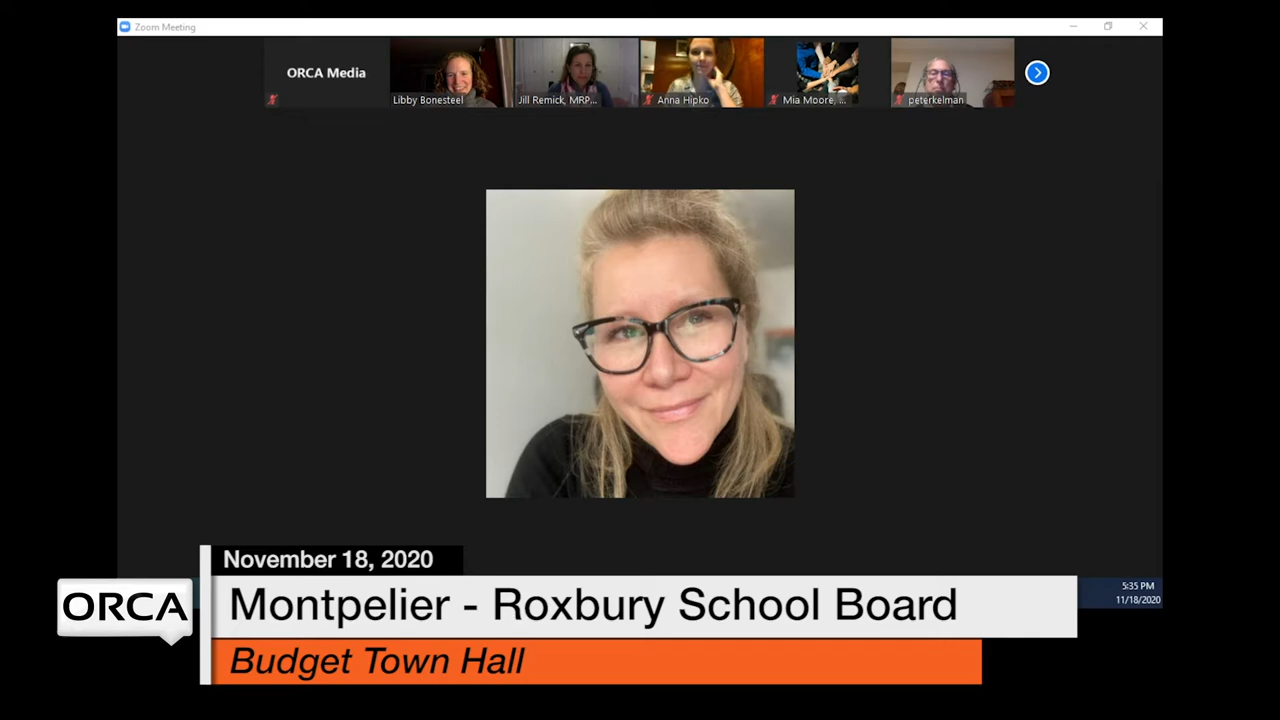 Zoom Meeting
ORCA Media
Libby Bonesteel
Jill Remick, MRP...
Anna Hipko
Mia Moore, ...
peterkelman
November 18, 2020
5:35 PM
11/18/2020
ORCA
Montpelier - Roxbury School Board
Budget Town Hall